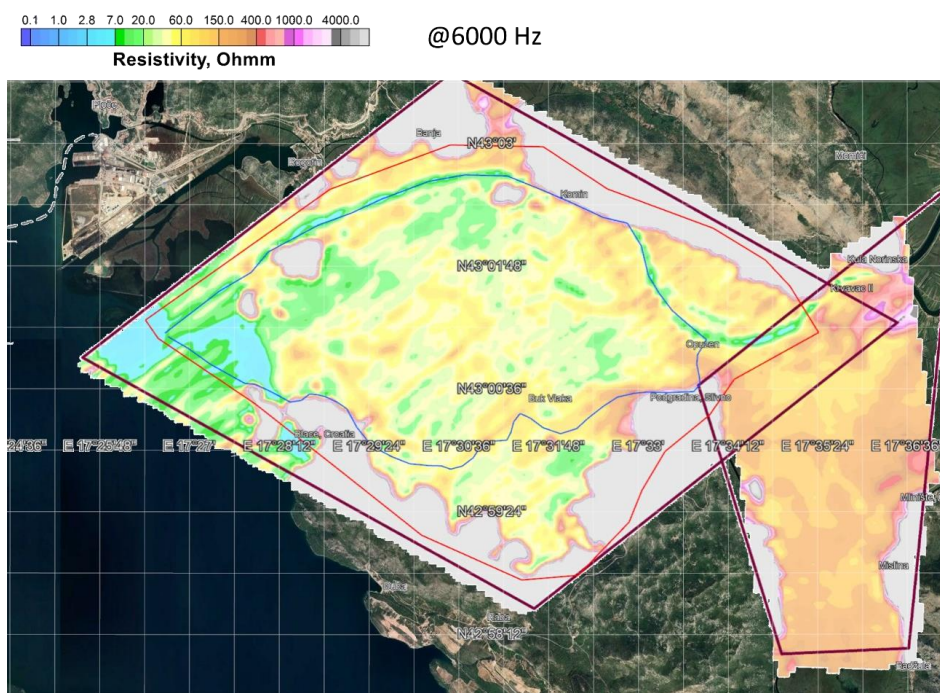 0.1 1.0 2.8 7.0 20.0 60.0 150.0 400.0 1000.0 4000.0
@6000 Hz
Resistivity, Ohmm
Banja
N43°03'
Komin
N43°01'48"
Kula Norinska
Krvavac II
Opuzen
N43°00'36"
Buk Vlaka
Podgradina, Slivno
Blace, Croatia
24'36" E 17°25'48" E 17°27' E 17°28'12" E 17°29'24" E 17°30'36" E 17°31'48" E 17°33' E 17°34'12" E 17°35'24" E 17°36'36"
Mlinište
N42°59'24"
Mislina
N42°58'12"